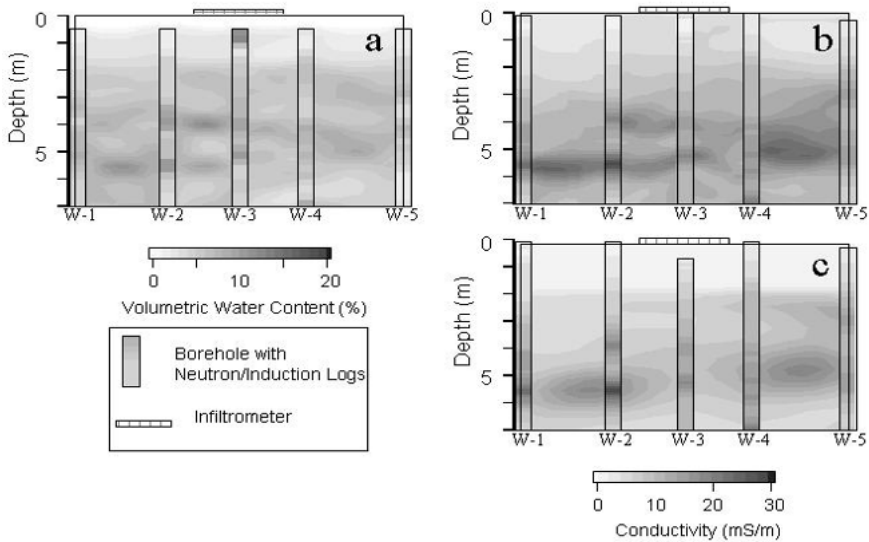 a
0
5
Depth (m)
W-1 W-2 W-3 W-4 W-5
0 10 20
Volumetric Water Content (%)
Borehole with
Neutron/Induction Logs
Infiltrometer
b
0
5
Depth (m)
W-1 W-2 W-3 W-4 W-5
c
0
5
Depth (m)
W-1 W-2 W-3 W-4 W-5
0 10 20 30
Conductivity (mS/m)